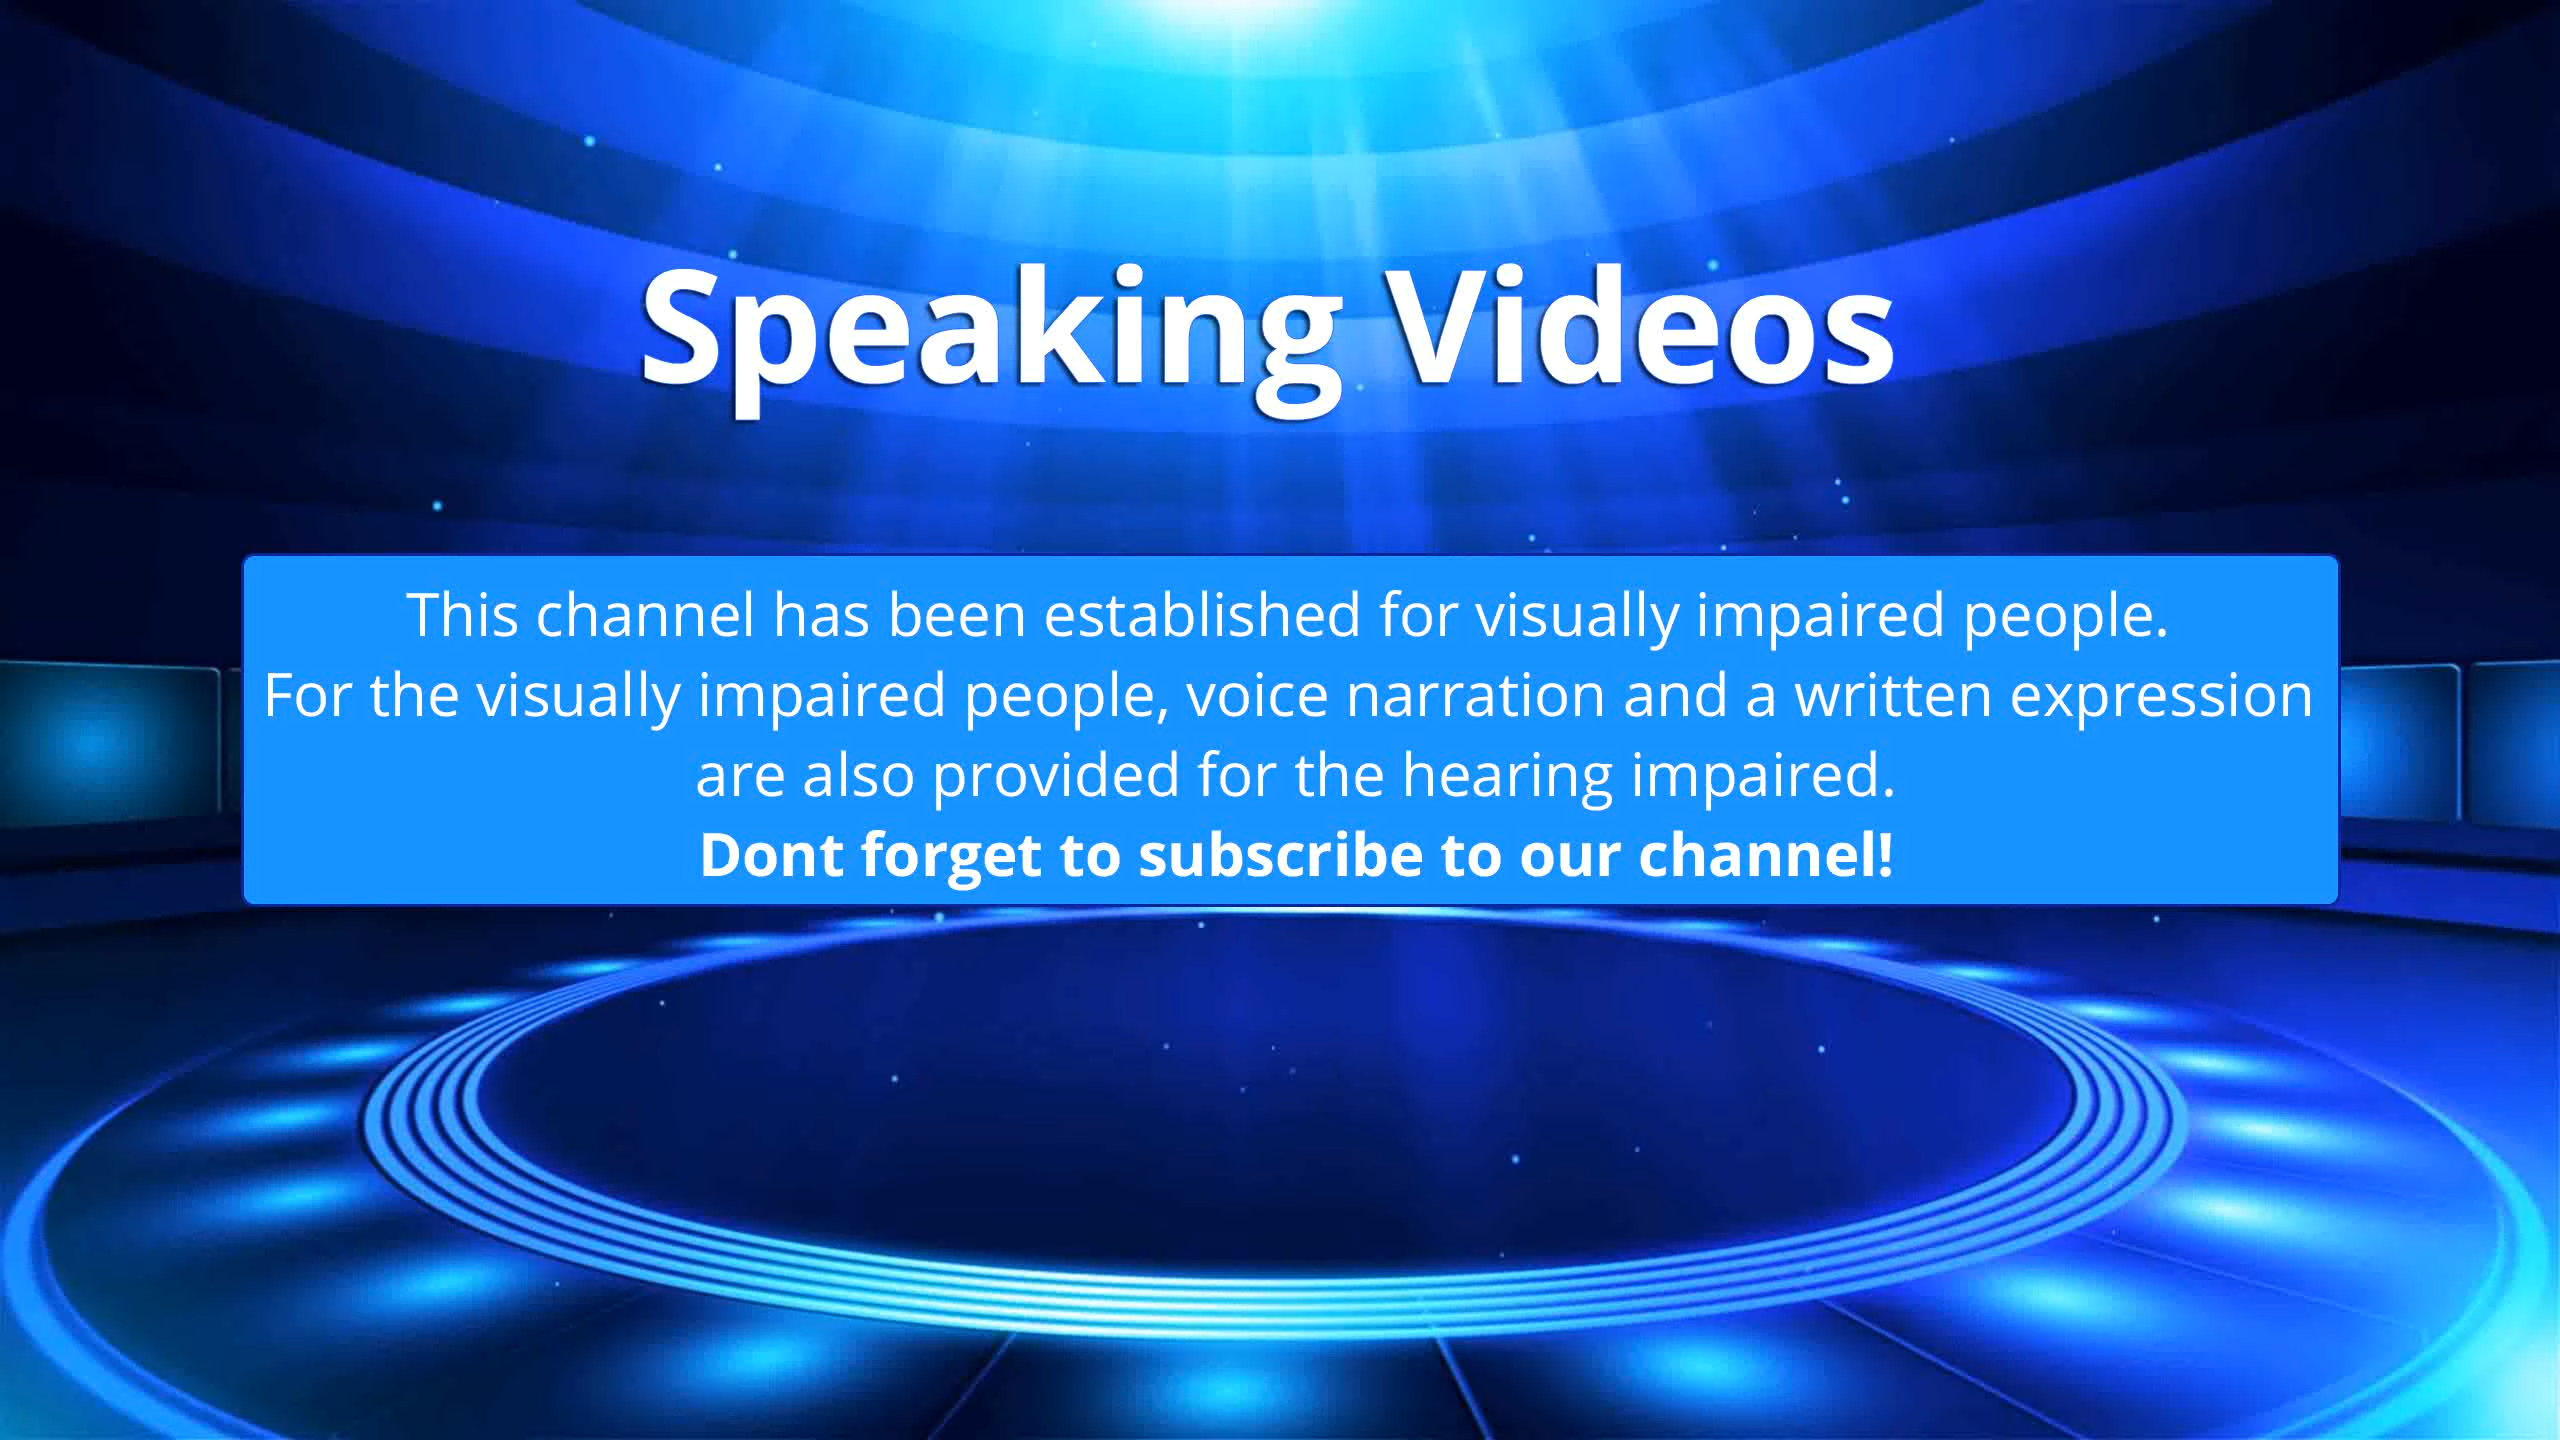 Speaking Videos
This channel has been established for visually impaired people.
For the visually impaired people, voice narration and a written expression
are also provided for the hearing impaired.
Dont forget to subscribe to our channel!